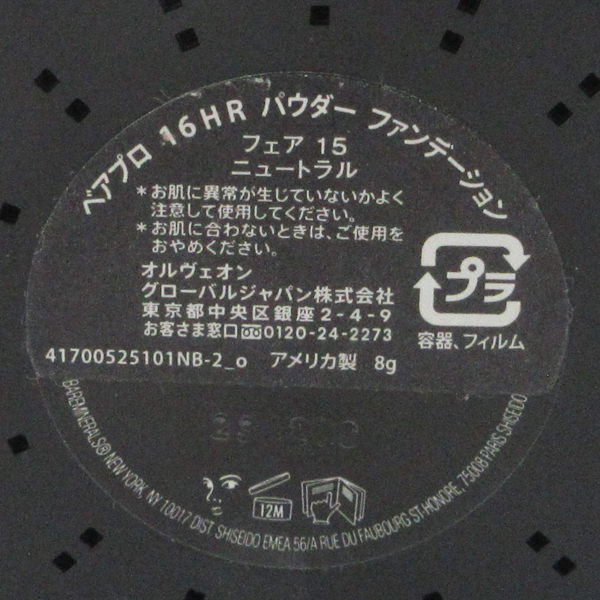 ベアプロ 16HR パウダー ファンデーション
フェア 15
ニュートラル
*お肌に異常が生じていないかよく
注意して使用してください。
*お肌に合わないときは、ご使用を
おやめください。
オルヴェオン
グローバルジャパン株式会社
東京都中央区銀座2-4-9
お客さま窓口 0120-24-2273
プラ
容器、フィルム
41700525101NB-2_o アメリカ製 8g
12M
BAREMINERALS® NEW YORK, NY 10017 DIST. SHISEIDO EMEA 56/A RUE DU FAUBOURG ST HONORÉ, 75008 PARIS SHISEIDO